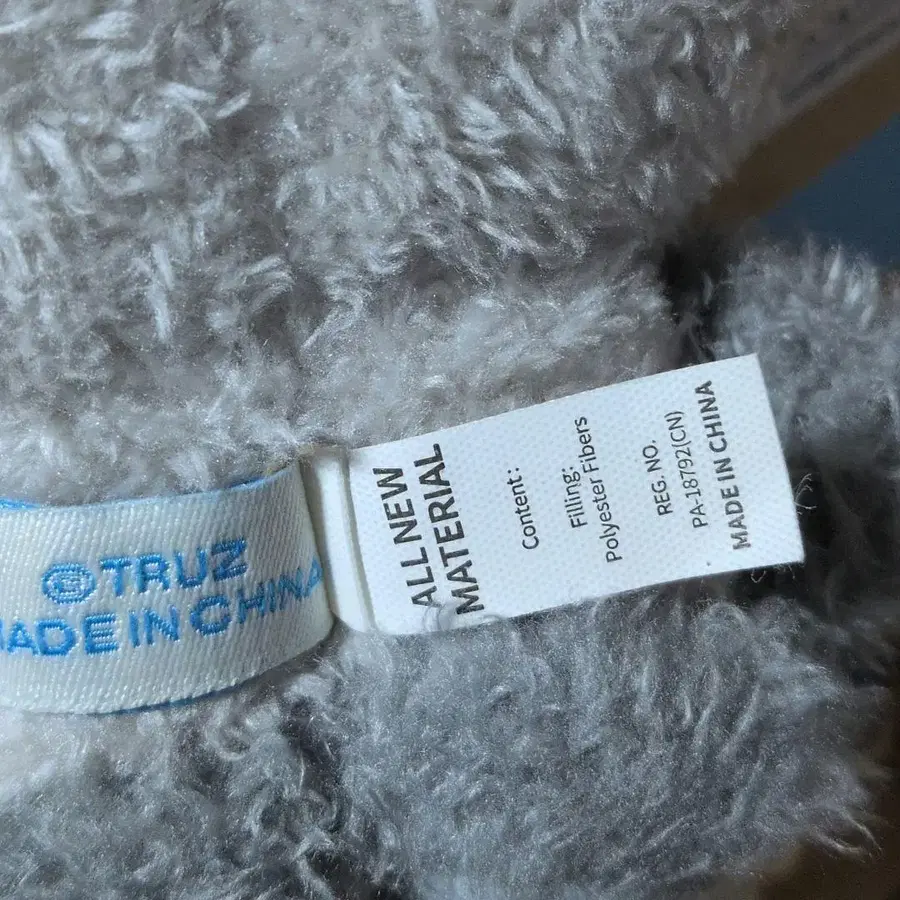 ©TRUZ
MADE IN CHINA
ALL NEW
MATERIAL
Content:
Filling:
Polyester Fibers
REG. NO.
PA-18792(CN)
MADE IN CHINA